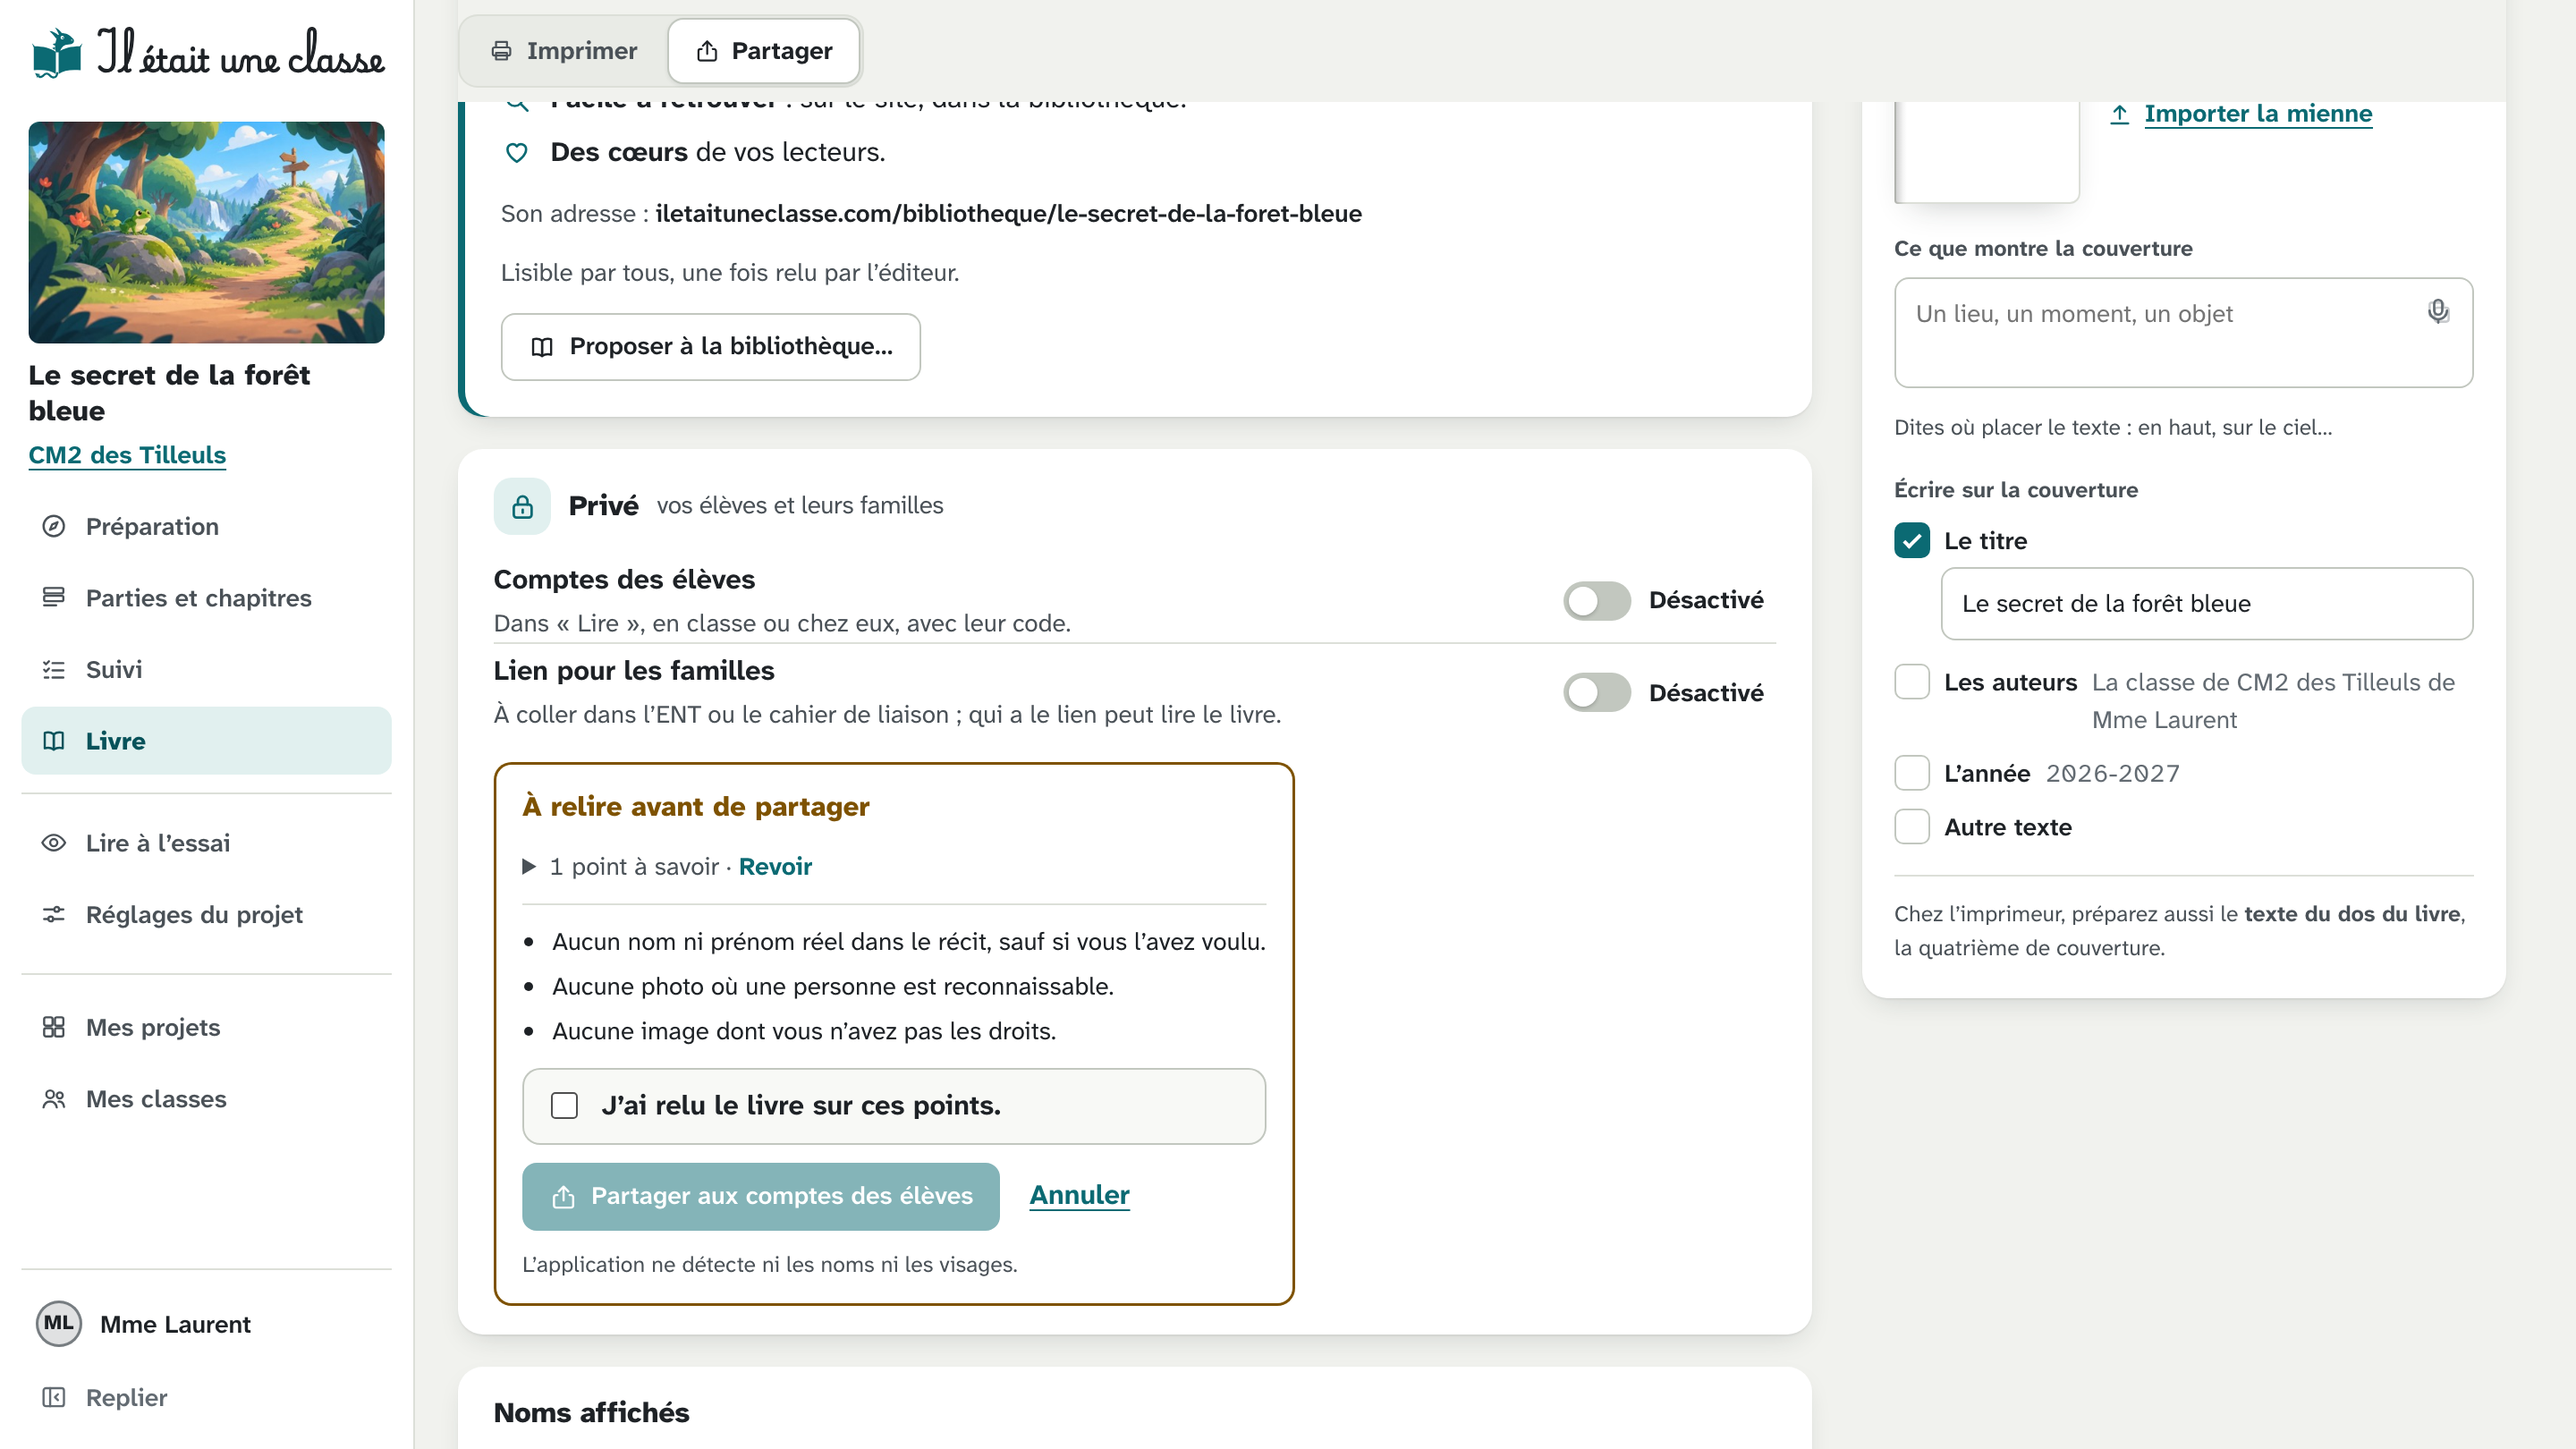 Il était une classe
Le secret de la forêt
bleue
CM2 des Tilleuls
Préparation
Parties et chapitres
Suivi
Livre
Lire à l’essai
Réglages du projet
Mes projets
Mes classes
ML Mme Laurent
Replier
Imprimer
Partager
Facile à retrouver : sur le site, dans la bibliothèque.
Des cœurs de vos lecteurs.
Son adresse : iletaituneclasse.com/bibliotheque/le-secret-de-la-foret-bleue
Lisible par tous, une fois relu par l’éditeur.
Proposer à la bibliothèque…
Privé vos élèves et leurs familles
Comptes des élèves
Dans « Lire », en classe ou chez eux, avec leur code.
Désactivé
Lien pour les familles
À coller dans l’ENT ou le cahier de liaison ; qui a le lien peut lire le livre.
Désactivé
À relire avant de partager
1 point à savoir · Revoir
Aucun nom ni prénom réel dans le récit, sauf si vous l’avez voulu.
Aucune photo où une personne est reconnaissable.
Aucune image dont vous n’avez pas les droits.
J’ai relu le livre sur ces points.
Partager aux comptes des élèves
Annuler
L’application ne détecte ni les noms ni les visages.
Noms affichés
Importer la mienne
Ce que montre la couverture
Un lieu, un moment, un objet
Dites où placer le texte : en haut, sur le ciel…
Écrire sur la couverture
Le titre
Le secret de la forêt bleue
Les auteurs La classe de CM2 des Tilleuls de
Mme Laurent
L’année 2026-2027
Autre texte
Chez l’imprimeur, préparez aussi le texte du dos du livre,
la quatrième de couverture.